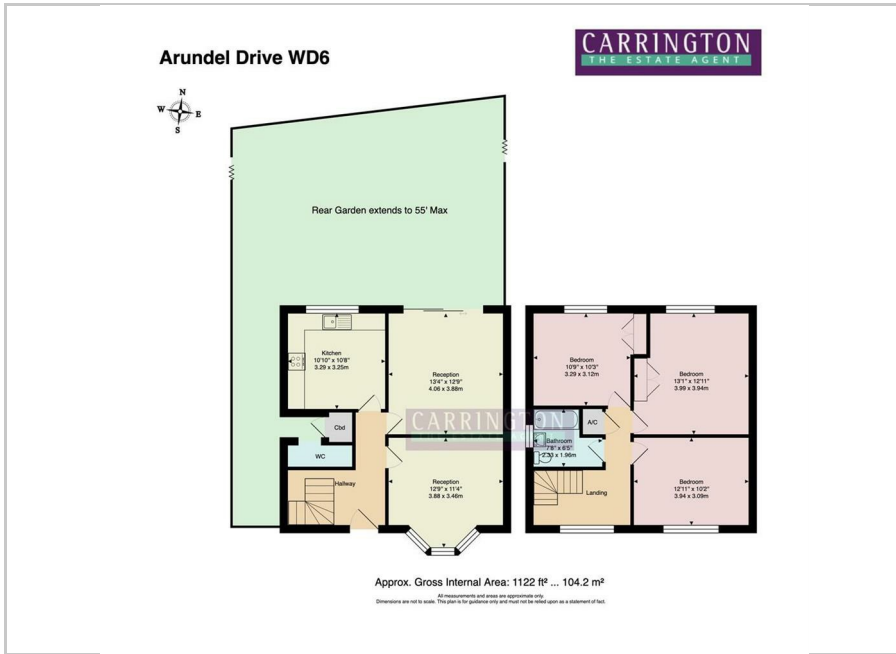 Arundel Drive WD6
CARRINGTON
THE ESTATE AGENT
N
W
E
S
Rear Garden extends to 55' Max
Kitchen
10'10" x 10'8"
3.29 x 3.25m
Reception
13'4" x 12'9"
4.06 x 3.88m
Cbd
WC
Hallway
Reception
12'9" x 11'4"
3.88 x 3.46m
CARRINGTON
Bedroom
10'9" x 10'3"
3.29 x 3.12m
Bedroom
13'1" x 12'11"
3.99 x 3.94m
A/C
Bathroom
7'8" x 6'5"
2.33 x 1.96m
Landing
Bedroom
12'11" x 10'2"
3.94 x 3.09m
Approx. Gross Internal Area: 1122 ft² ... 104.2 m²
All measurements and areas are approximate only.
Dimensions are not to scale. This plan is for guidance only and must not be relied upon as a statement of fact.